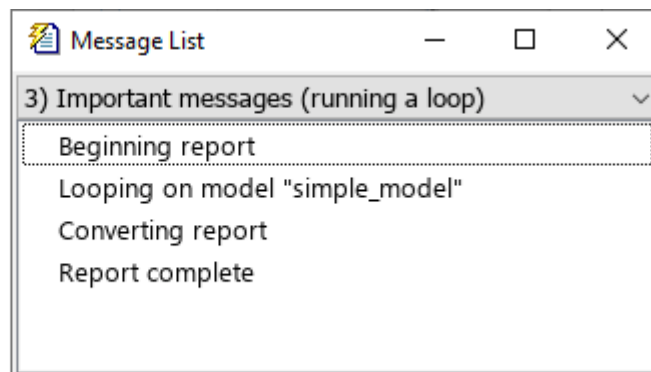 Message List
3) Important messages (running a loop)
Beginning report
Looping on model "simple_model"
Converting report
Report complete